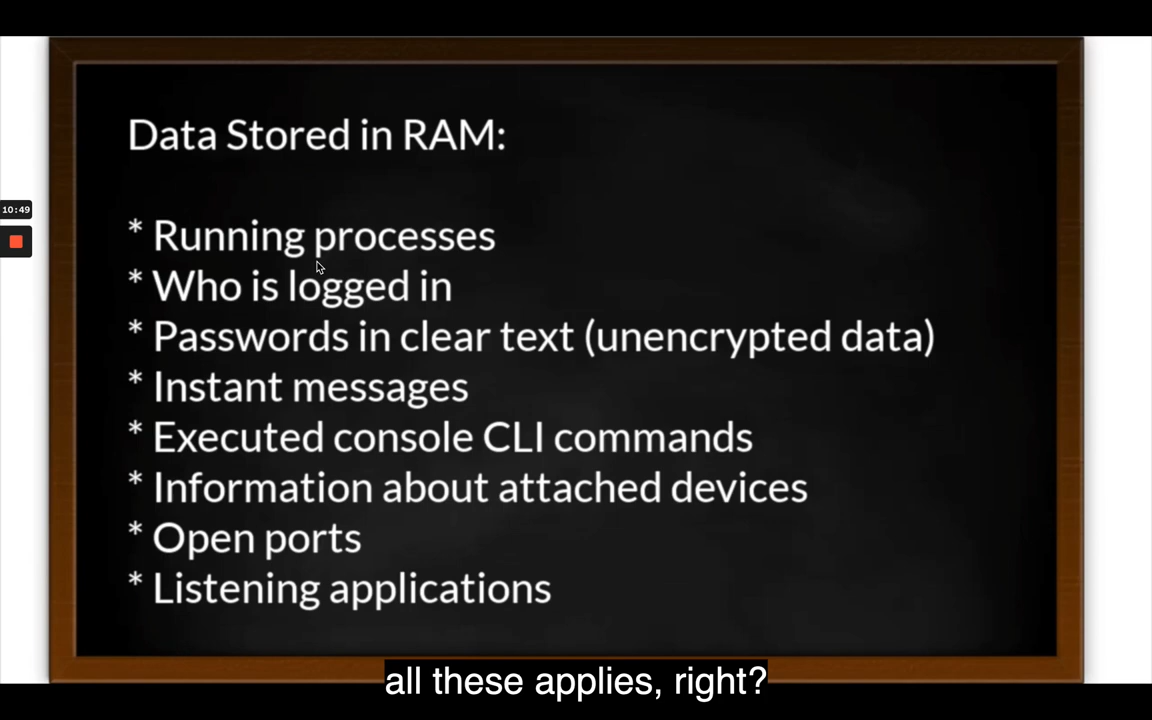 Data Stored in RAM:
* Running processes
10:49
* Who is logged in
* Passwords in clear text (unencrypted data)
* Instant messages
* Executed console CLI commands
* Information about attached devices
* Open ports
* Listening applications
all these applies, right?